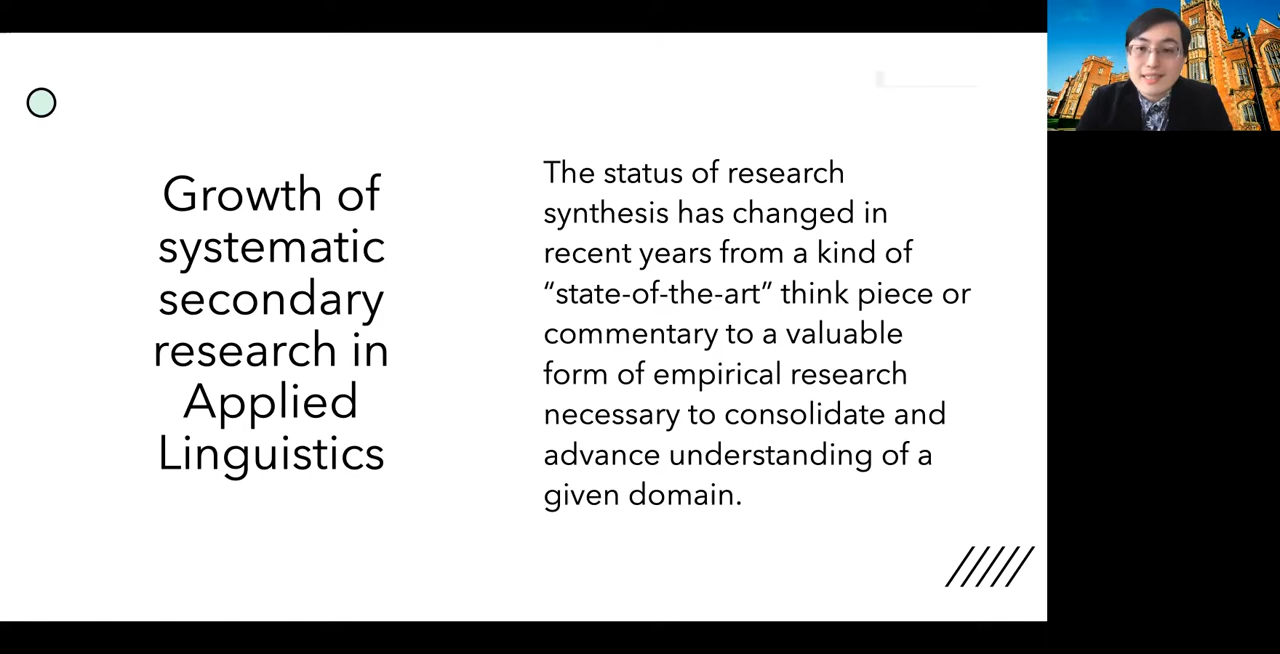 Growth of
systematic
secondary
research in
Applied
Linguistics
The status of research
synthesis has changed in
recent years from a kind of
“state-of-the-art” think piece or
commentary to a valuable
form of empirical research
necessary to consolidate and
advance understanding of a
given domain.